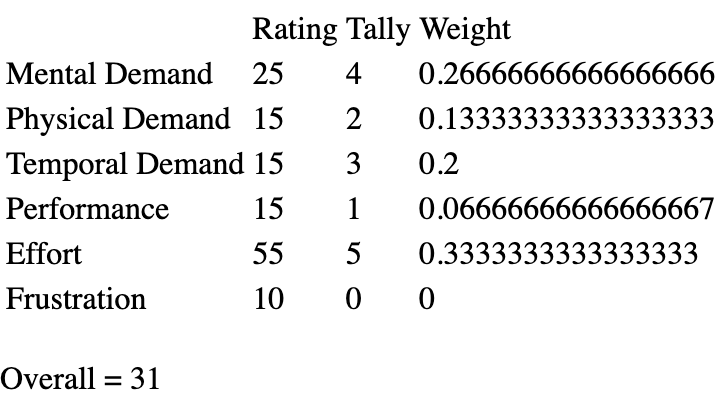 Rating Tally Weight
Mental Demand 25 4 0.26666666666666666
Physical Demand 15 2 0.13333333333333333
Temporal Demand 15 3 0.2
Performance 15 1 0.06666666666666667
Effort 55 5 0.3333333333333333
Frustration 10 0 0
Overall = 31